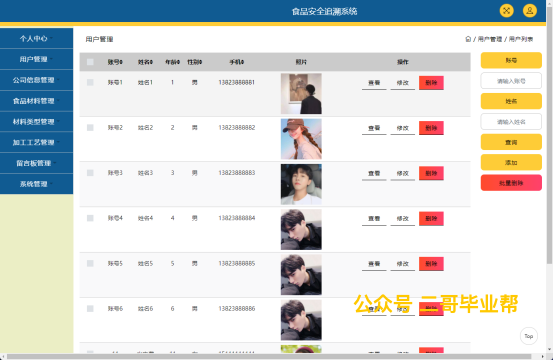 食品安全追溯系统
个人中心
用户管理
公司信息管理
食品材料管理
材料类型管理
加工工艺管理
留言板管理
系统管理
用户管理
/ 用户管理 / 用户列表
账号 姓名 年龄 性别 手机 照片 操作
账号1 姓名1 1 男 13823888881 查看 修改 删除
账号2 姓名2 2 男 13823888882 查看 修改 删除
账号3 姓名3 3 男 13823888883 查看 修改 删除
账号4 姓名4 4 男 13823888884 查看 修改 删除
账号5 姓名5 5 男 13823888885 查看 修改 删除
账号6 姓名6 6 男 13823888886 查看 修改 删除
账号
请输入账号
姓名
请输入姓名
查询
添加
批量删除
公众号 三哥毕业帮
Top